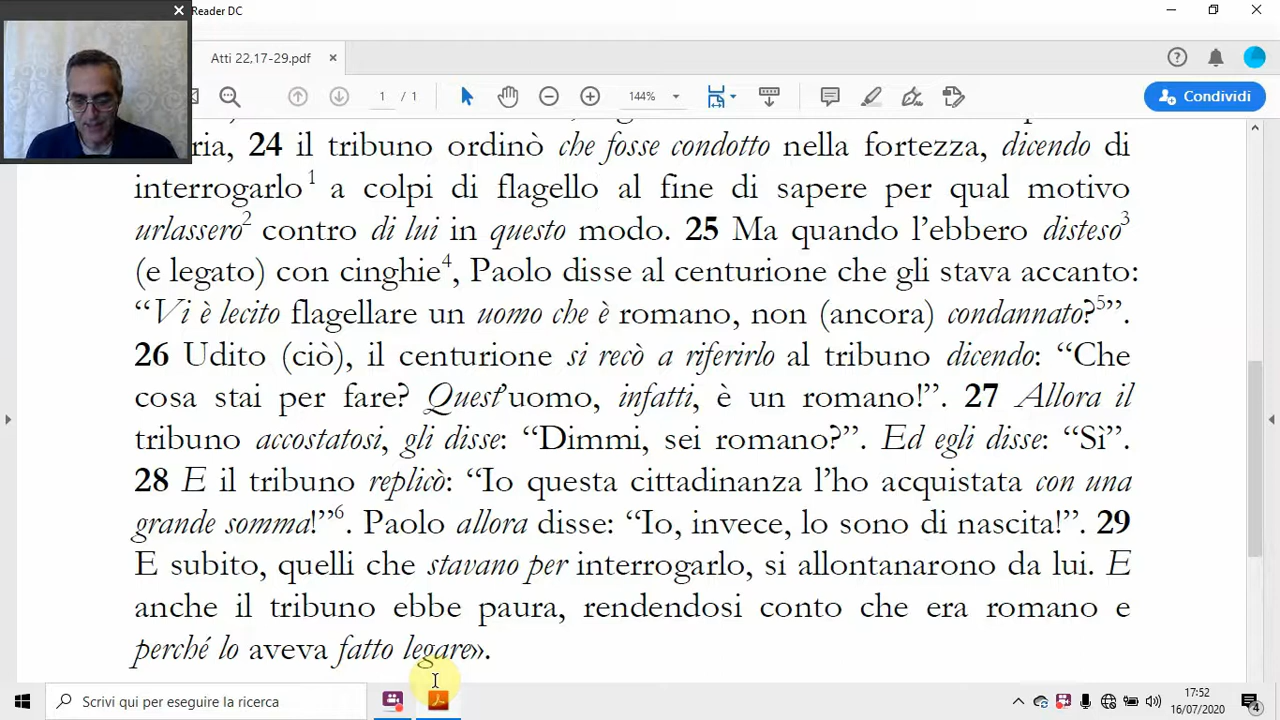 Reader DC
Atti 22,17-29.pdf
1 / 1
144%
Condividi
ria, 24 il tribuno ordinò che fosse condotto nella fortezza, dicendo di
interrogarlo1 a colpi di flagello al fine di sapere per qual motivo
urlassero2 contro di lui in questo modo. 25 Ma quando l’ebbero disteso3
(e legato) con cinghie4, Paolo disse al centurione che gli stava accanto:
“Vi è lecito flagellare un uomo che è romano, non (ancora) condannato?5”.
26 Udito (ciò), il centurione si recò a riferirlo al tribuno dicendo: “Che
cosa stai per fare? Quest’uomo, infatti, è un romano!”. 27 Allora il
tribuno accostatosi, gli disse: “Dimmi, sei romano?”. Ed egli disse: “Sì”.
28 E il tribuno replicò: “Io questa cittadinanza l’ho acquistata con una
grande somma!”6. Paolo allora disse: “Io, invece, lo sono di nascita!”. 29
E subito, quelli che stavano per interrogarlo, si allontanarono da lui. E
anche il tribuno ebbe paura, rendendosi conto che era romano e
perché lo aveva fatto legare».
Scrivi qui per eseguire la ricerca
17:52
16/07/2020
4